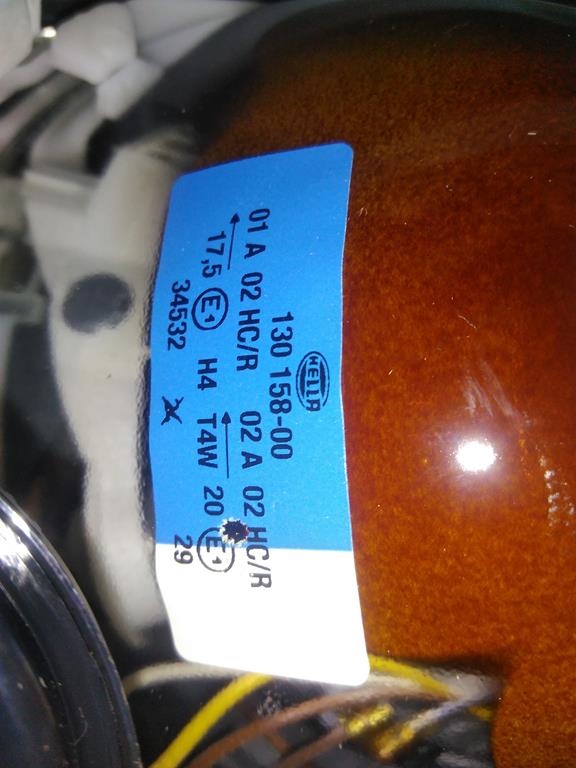 HELLA
130 158-00
01 A 02 HC/R 02 A 02 HC/R
17,5 E1 H4 T4W 20 E1
34532 29